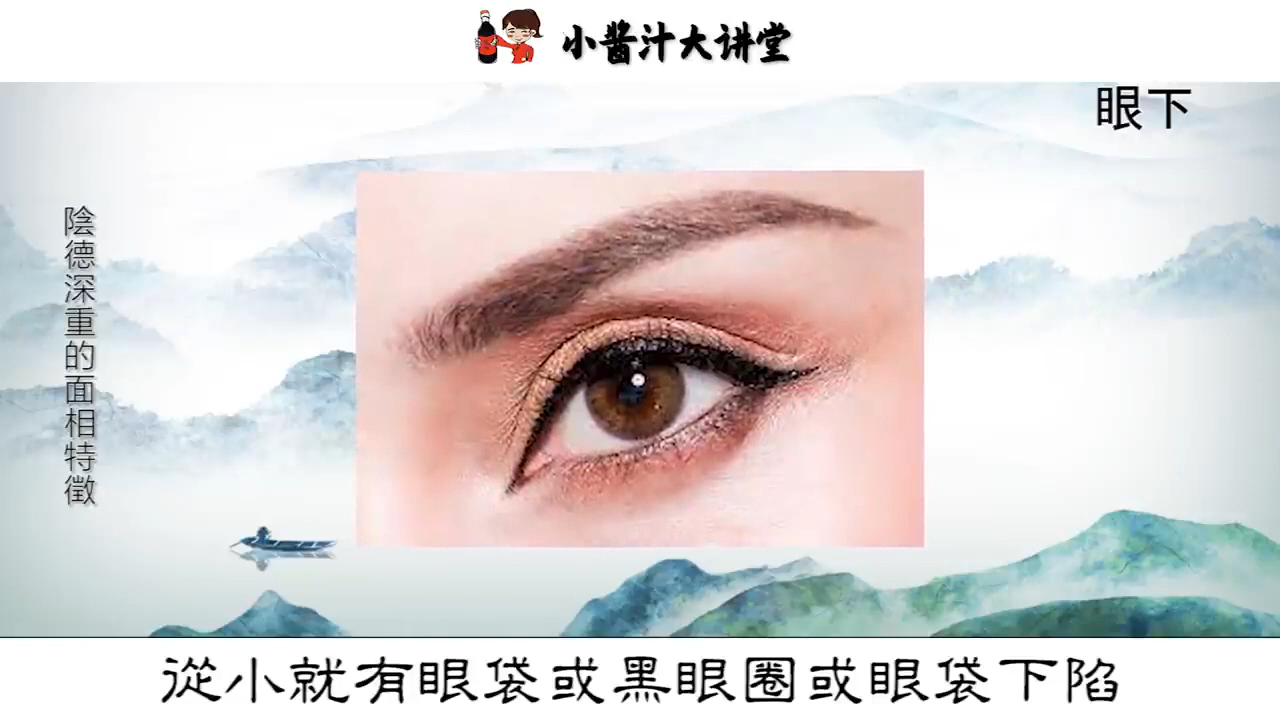 小酱汁大讲堂
眼下
陰德深重的面相特徵
從小就有眼袋或黑眼圈或眼袋下陷